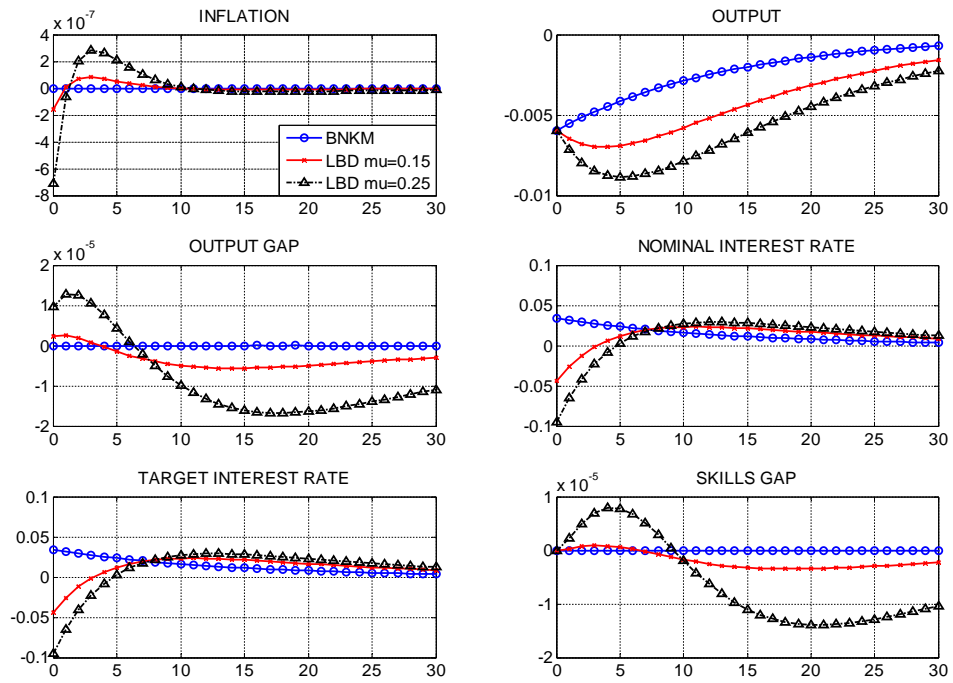 INFLATION
x 10^-7
4
2
0
-2
-4
-6
-8
0 5 10 15 20 25 30
BNKM
LBD mu=0.15
LBD mu=0.25
OUTPUT
0
-0.005
-0.01
0 5 10 15 20 25 30
OUTPUT GAP
x 10^-5
2
1
0
-1
-2
0 5 10 15 20 25 30
NOMINAL INTEREST RATE
0.1
0.05
0
-0.05
-0.1
0 5 10 15 20 25 30
TARGET INTEREST RATE
0.1
0.05
0
-0.05
-0.1
0 5 10 15 20 25 30
SKILLS GAP
x 10^-5
1
0
-1
-2
0 5 10 15 20 25 30